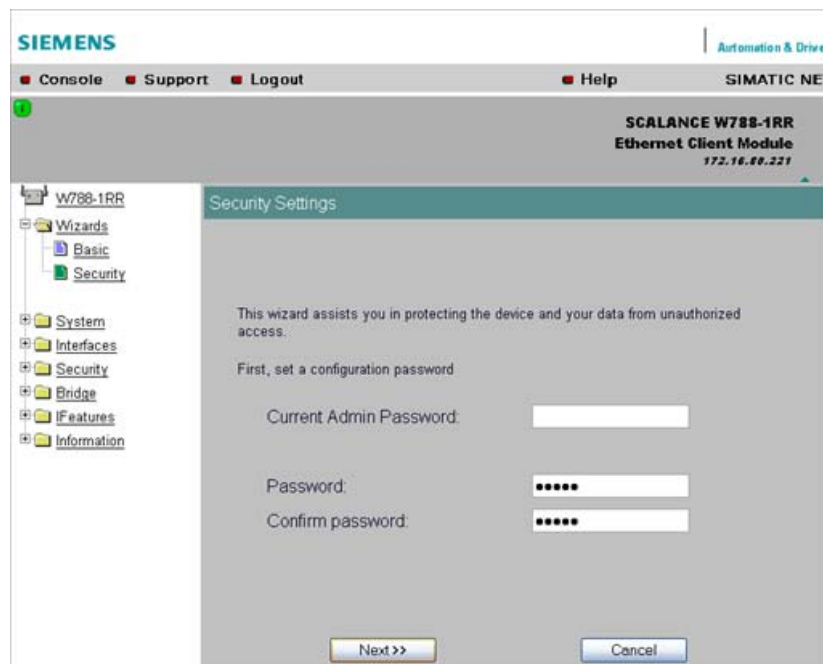 SIEMENS
Automation & Drive
Console Support Logout Help SIMATIC NE
SCALANCE W788-1RR
Ethernet Client Module
172.16.80.221
W788-1RR
Security Settings
Wizards
Basic
Security
System
Interfaces
Security
Bridge
IFeatures
Information
This wizard assists you in protecting the device and your data from unauthorized
access.
First, set a configuration password
Current Admin Password:
Password: •••••
Confirm password: •••••
Next>> Cancel